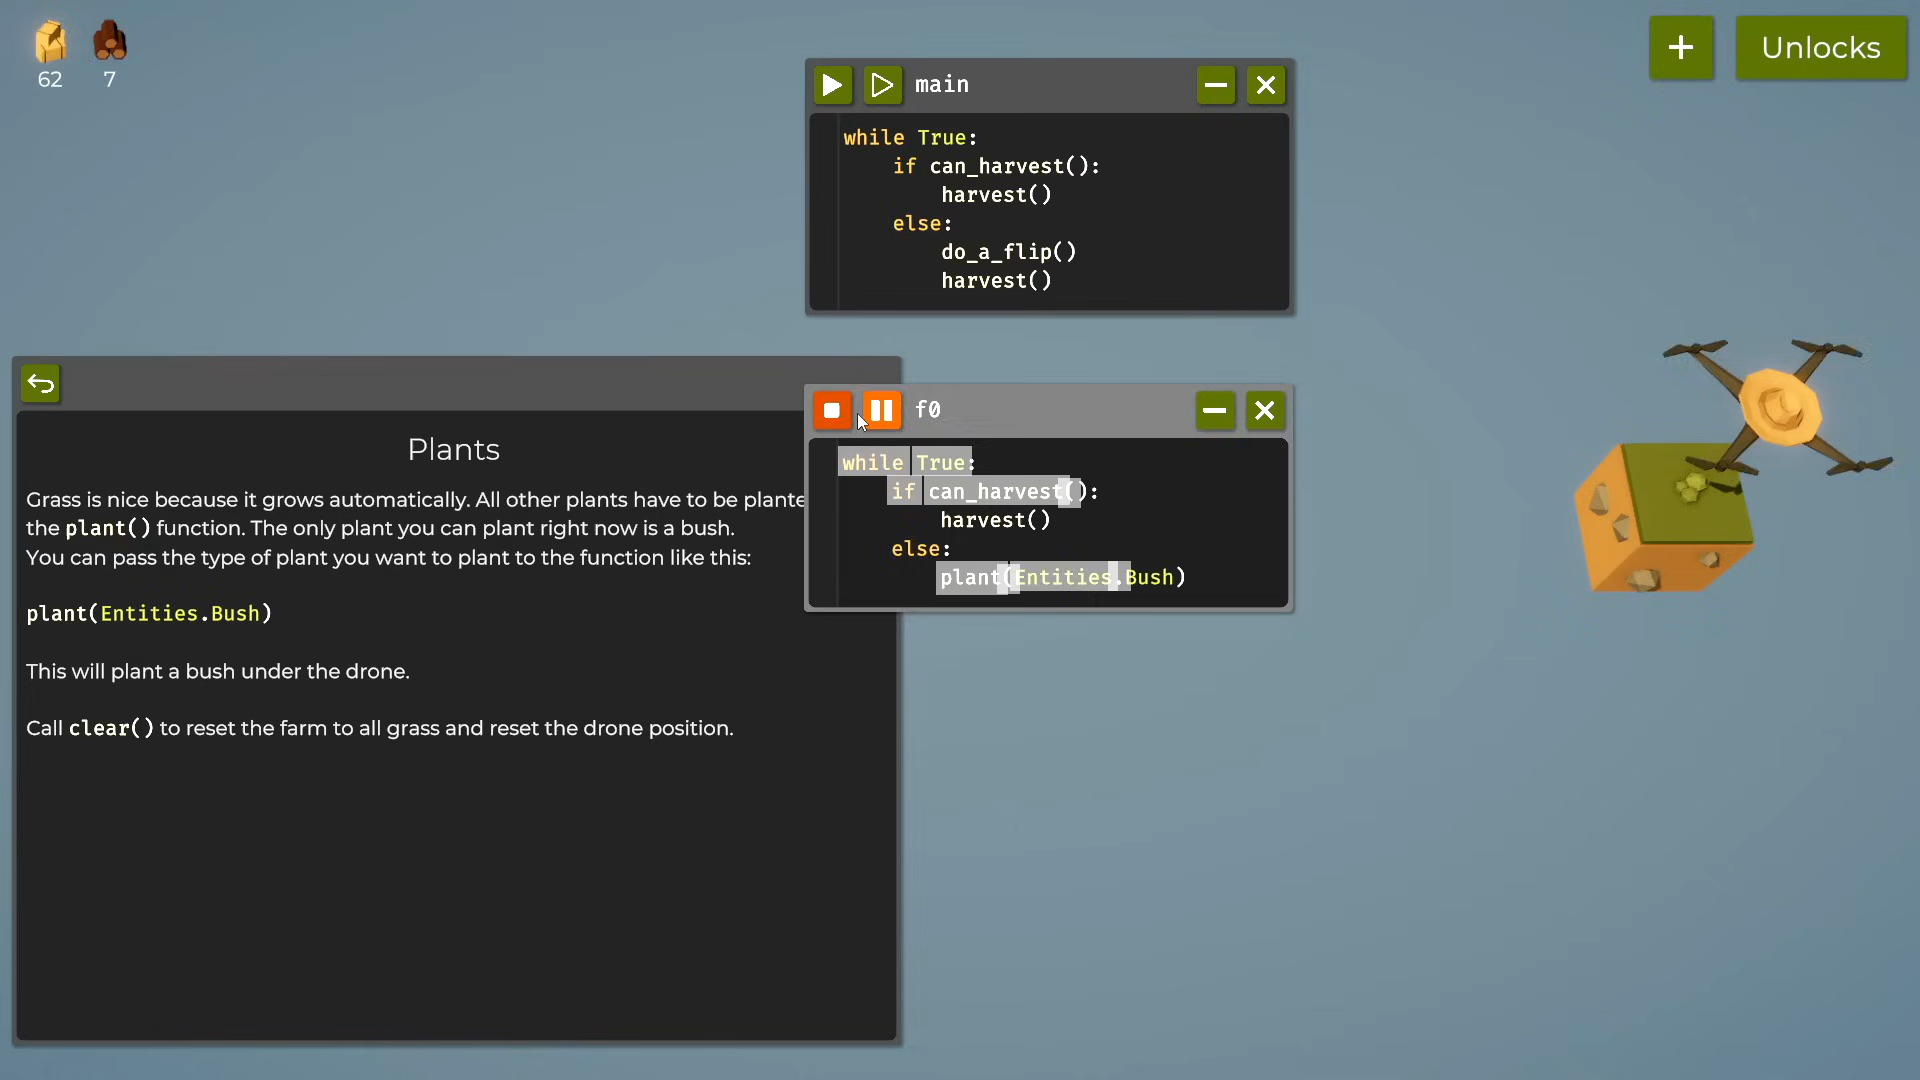 62 7
Unlocks
main
while True:
    if can_harvest():
        harvest()
    else:
        do_a_flip()
        harvest()
Plants
Grass is nice because it grows automatically. All other plants have to be plante
the plant() function. The only plant you can plant right now is a bush.
You can pass the type of plant you want to plant to the function like this:
plant(Entities.Bush)
This will plant a bush under the drone.
Call clear() to reset the farm to all grass and reset the drone position.
f0
while True:
    if can_harvest():
        harvest()
    else:
        plant(Entities.Bush)